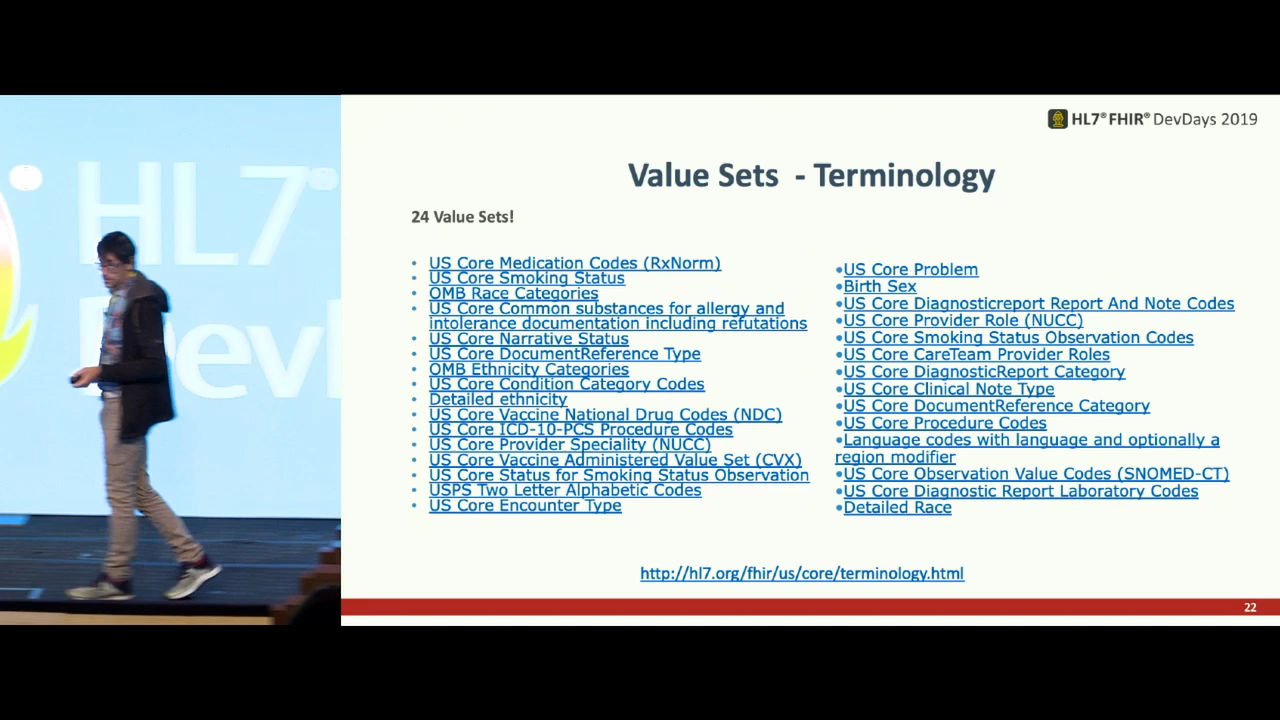 HL7®
Dev
HL7® FHIR® DevDays 2019
Value Sets - Terminology
24 Value Sets!
• US Core Medication Codes (RxNorm)
• US Core Smoking Status
• OMB Race Categories
• US Core Common substances for allergy and
intolerance documentation including refutations
• US Core Narrative Status
• US Core DocumentReference Type
• OMB Ethnicity Categories
• US Core Condition Category Codes
• Detailed ethnicity
• US Core Vaccine National Drug Codes (NDC)
• US Core ICD-10-PCS Procedure Codes
• US Core Provider Speciality (NUCC)
• US Core Vaccine Administered Value Set (CVX)
• US Core Status for Smoking Status Observation
• USPS Two Letter Alphabetic Codes
• US Core Encounter Type
•US Core Problem
•Birth Sex
•US Core Diagnosticreport Report And Note Codes
•US Core Provider Role (NUCC)
•US Core Smoking Status Observation Codes
•US Core CareTeam Provider Roles
•US Core DiagnosticReport Category
•US Core Clinical Note Type
•US Core DocumentReference Category
•US Core Procedure Codes
•Language codes with language and optionally a
region modifier
•US Core Observation Value Codes (SNOMED-CT)
•US Core Diagnostic Report Laboratory Codes
•Detailed Race
http://hl7.org/fhir/us/core/terminology.html
22